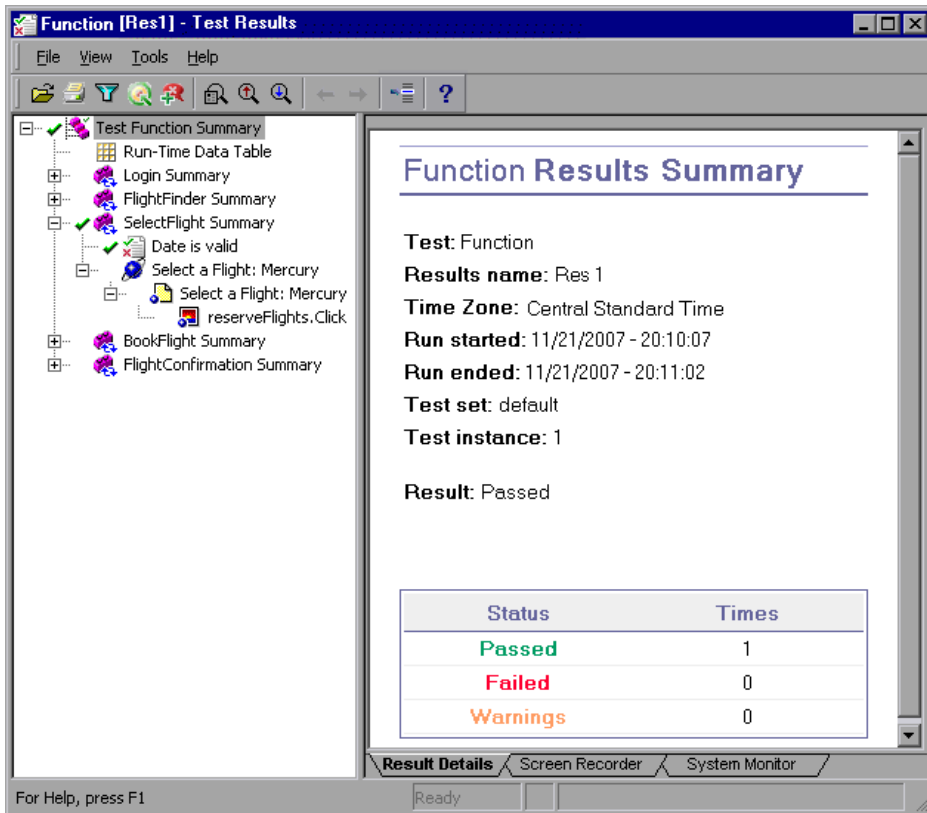 Function [Res1] - Test Results
File View Tools Help
Test Function Summary
Run-Time Data Table
Login Summary
FlightFinder Summary
SelectFlight Summary
Date is valid
Select a Flight: Mercury
Select a Flight: Mercury
reserveFlights.Click
BookFlight Summary
FlightConfirmation Summary
Function Results Summary
Test: Function
Results name: Res 1
Time Zone: Central Standard Time
Run started: 11/21/2007 - 20:10:07
Run ended: 11/21/2007 - 20:11:02
Test set: default
Test instance: 1
Result: Passed
Status Times
Passed 1
Failed 0
Warnings 0
Result Details Screen Recorder System Monitor
For Help, press F1 Ready